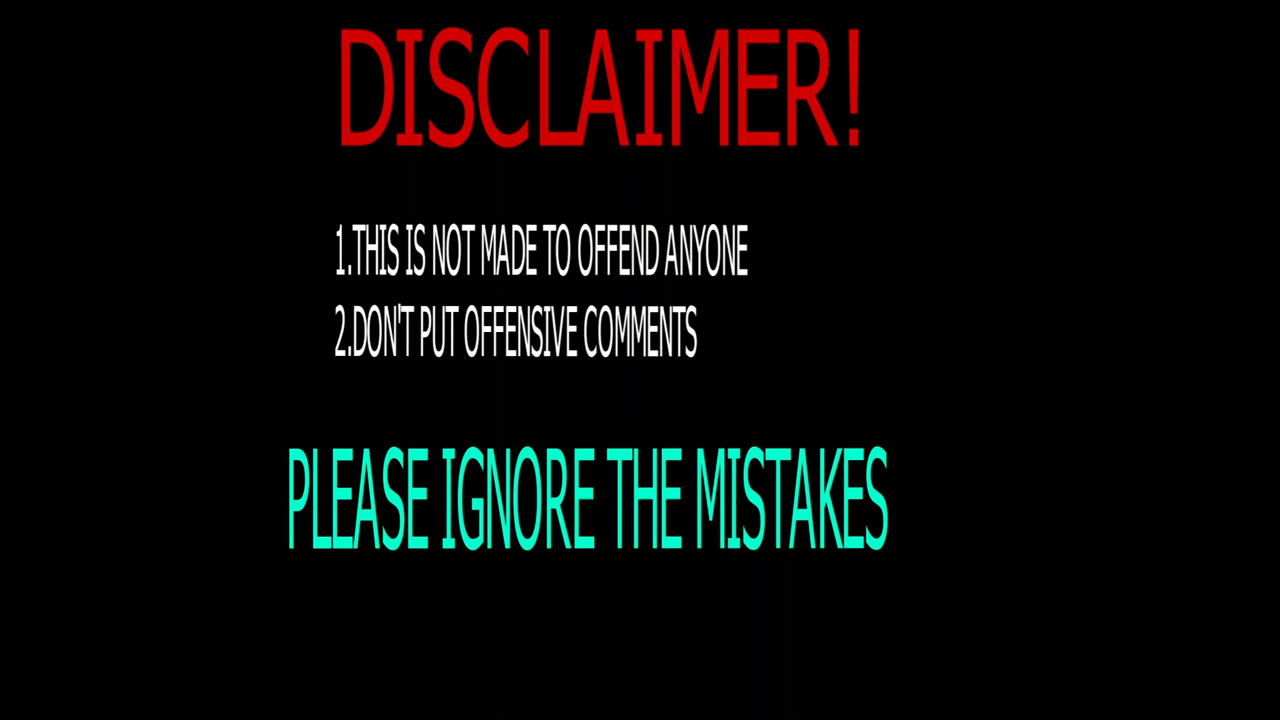 DISCLAIMER!
1.THIS IS NOT MADE TO OFFEND ANYONE
2.DON'T PUT OFFENSIVE COMMENTS
PLEASE IGNORE THE MISTAKES